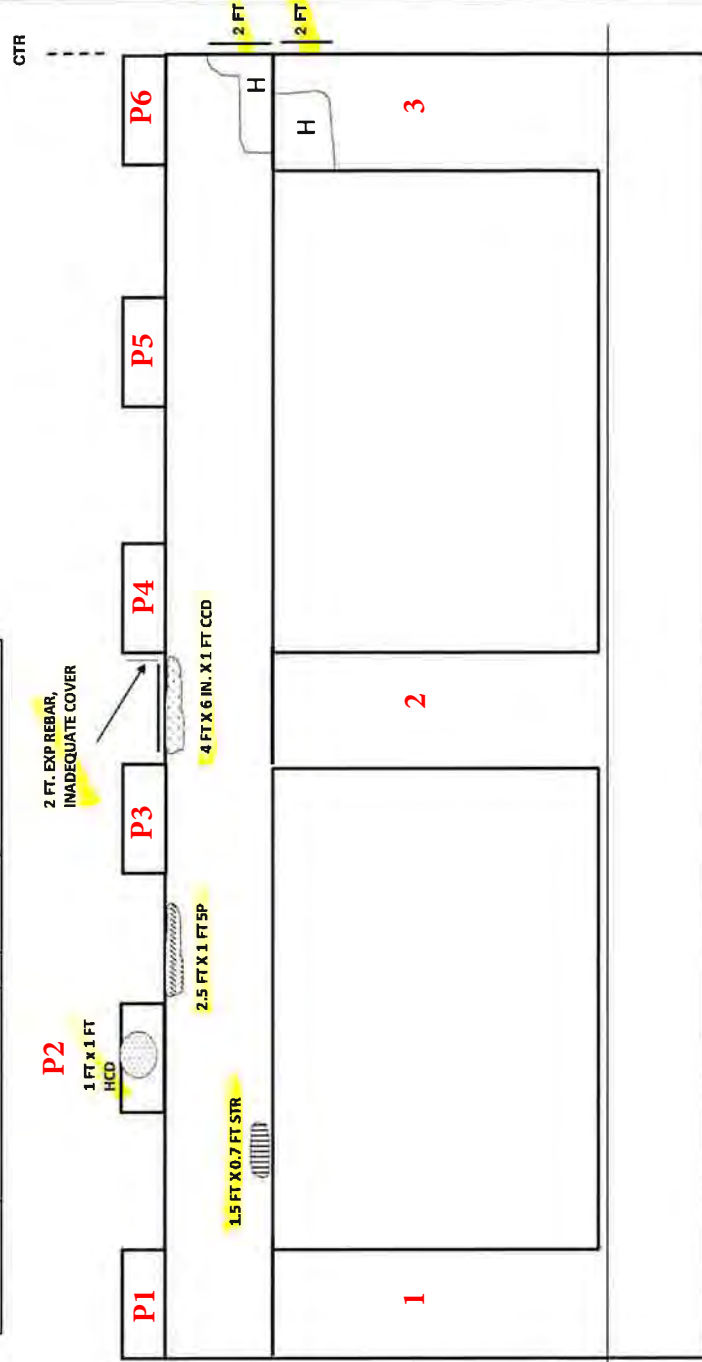 CTR
P1
P2
1 FT x 1 FT
HCD
P3
2 FT. EXP REBAR,
INADEQUATE COVER
P4
P5
P6
2 FT
2 FT
1.5 FT X 0.7 FT STR
2.5 FT X 1 FT SP
4 FT X 6 IN. X 1 FT CCD
H
H
1
2
3